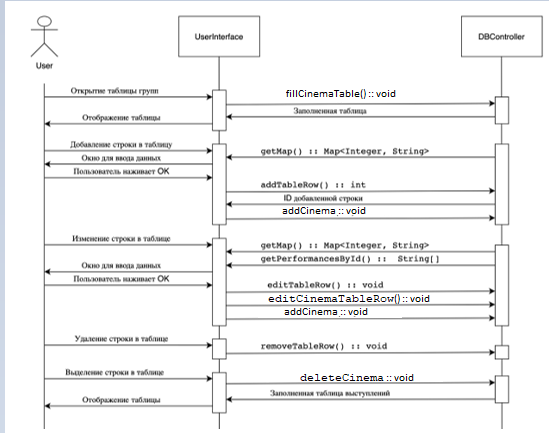 UserInterface
DBController
User
Открытие таблицы групп
fillCinemaTable() :: void
Заполненная таблица
Отображение таблицы
Добавление строки в таблицу
getMap() :: Map<Integer, String>
Окно для ввода данных
Пользователь наживает OK
addTableRow() :: int
ID добавленной строки
addCinema :: void
Изменение строки в таблице
getMap() :: Map<Integer, String>
getPerformancesById() :: String[]
Окно для ввода данных
Пользователь наживает OK
editTableRow() :: void
editCinemaTableRow() :: void
addCinema :: void
Удаление строки в таблице
removeTableRow() :: void
Выделение строки в таблице
deleteCinema :: void
Заполненная таблица выступлений
Отображение таблицы